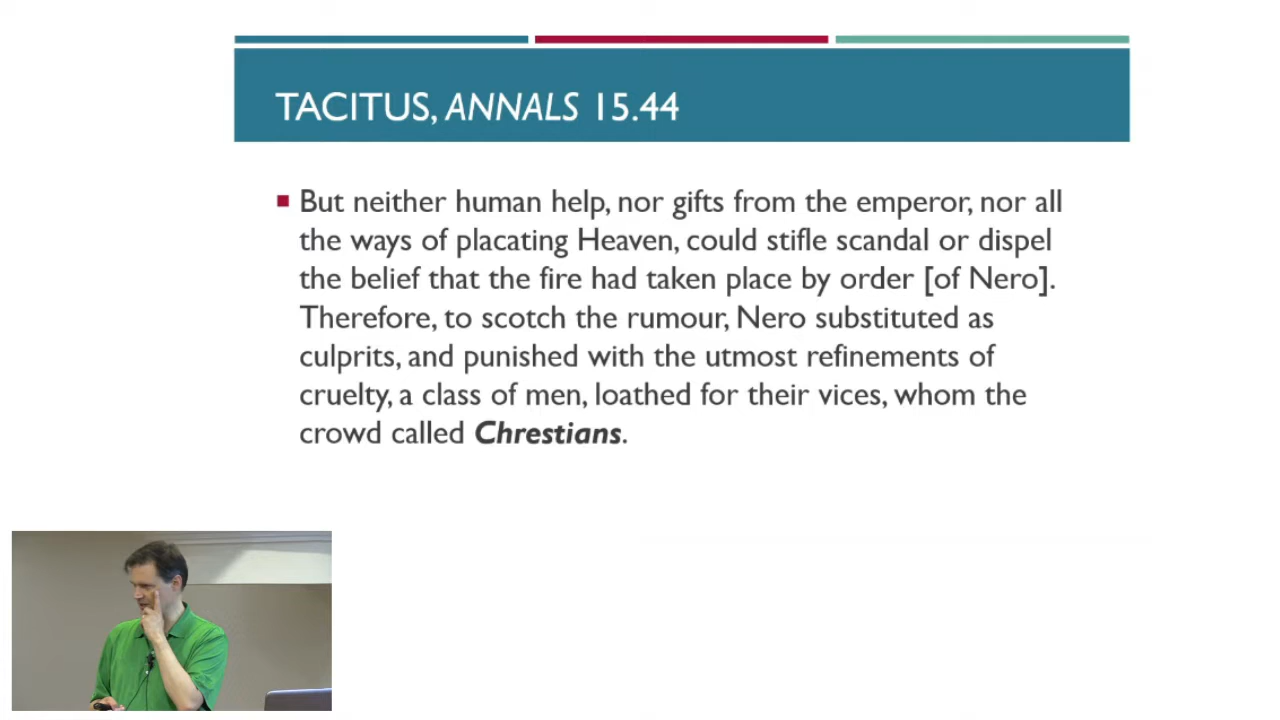 TACITUS, ANNALS 15.44
But neither human help, nor gifts from the emperor, nor all
the ways of placating Heaven, could stifle scandal or dispel
the belief that the fire had taken place by order [of Nero].
Therefore, to scotch the rumour, Nero substituted as
culprits, and punished with the utmost refinements of
cruelty, a class of men, loathed for their vices, whom the
crowd called Chrestians.